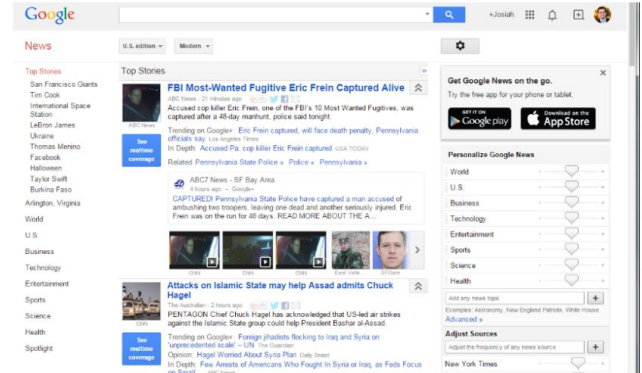 Google
+Josiah
News
U.S. edition
Modern
Top Stories
San Francisco Giants
Tim Cook
International Space
Station
LeBron James
Ukraine
Thomas Menino
Facebook
Halloween
Taylor Swift
Burkina Faso
Arlington, Virginia
World
U.S.
Business
Technology
Entertainment
Sports
Science
Health
Spotlight
Top Stories
FBI Most-Wanted Fugitive Eric Frein Captured Alive
ABC News - 21 minutes ago
Accused cop killer Eric Frein, one of the FBI's 10 Most Wanted Fugitives, was
captured after a 48-day manhunt, police said tonight.
ABC News
See
realtime
coverage
Trending on Google+: Eric Frein captured, will face death penalty, Pennsylvania
officials say Los Angeles Times
In Depth: Accused Pa. cop killer Eric Frein captured USA TODAY
Related Pennsylvania State Police » Police » Pennsylvania »
ABC7 News - SF Bay Area
4 hours ago - Google+
CAPTURED! Pennsylvania State Police have captured a man accused of
ambushing two troopers, leaving one dead and another seriously injured. Eric
Frein was on the run for 48 days. READ MORE ABOUT THE A...
CNN
CNN
CNN
SFGate
Attacks on Islamic State may help Assad admits Chuck
Hagel
The Australian - 2 hours ago
PENTAGON Chief Chuck Hagel has acknowledged that US-led air strikes
against the Islamic State group could help President Bashar al-Assad.
CNN
See
realtime
coverage
Trending on Google+: Foreign jihadists flocking to Iraq and Syria on
'unprecedented scale' – UN The Guardian
Opinion: Hagel Worried About Syria Plan Daily Beast
In Depth: Few Arrests of Americans Who Fought In Syria or Iraq, as Feds Focus
on Small
Get Google News on the go.
Try the free app for your phone or tablet.
GET IT ON
Google play
Download on the
App Store
Personalize Google News
World
U.S.
Business
Technology
Entertainment
Sports
Science
Health
Add any news topic
Examples: Astronomy, New England Patriots, White House
Advanced »
Adjust Sources
Adjust the frequency of any news source
New York Times